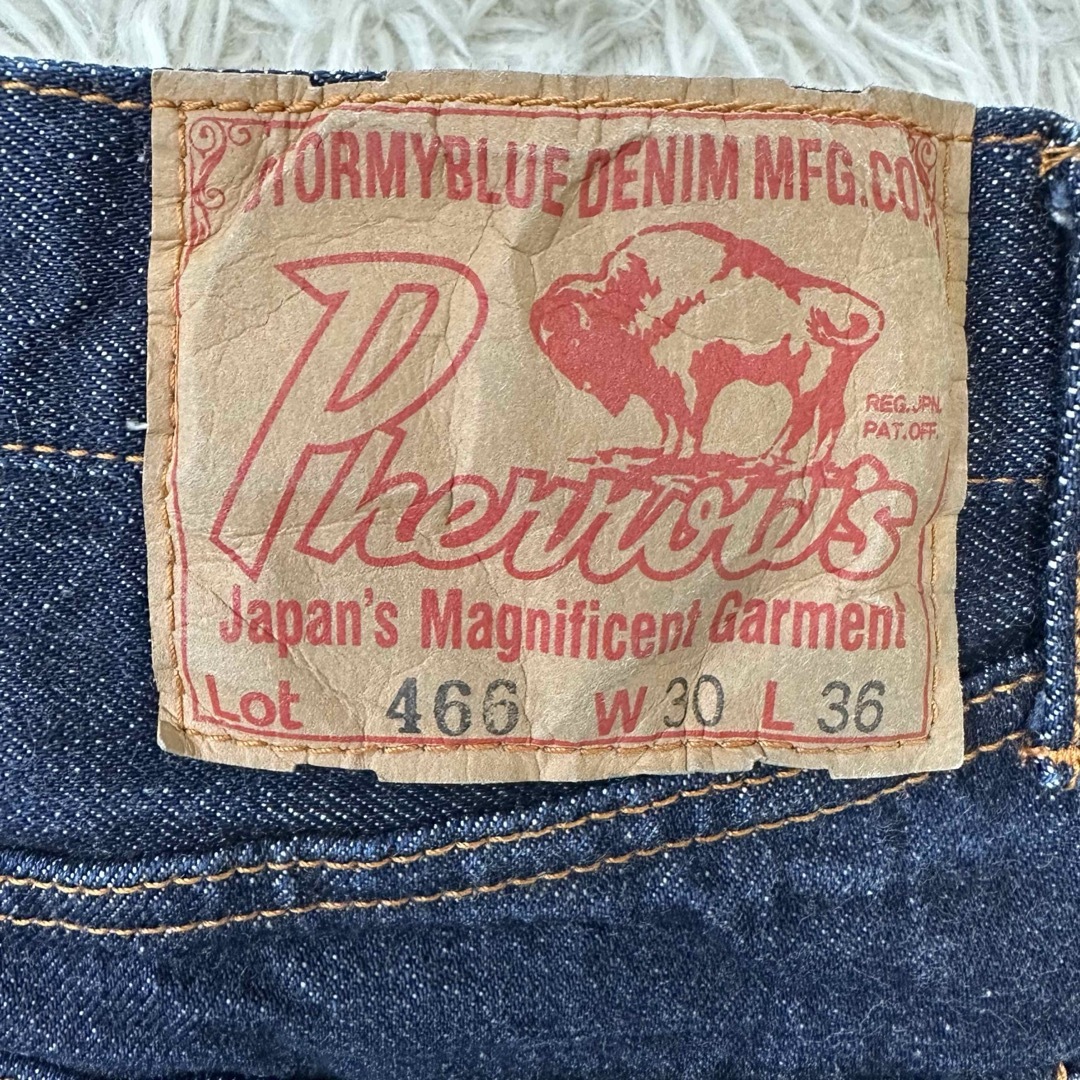 STORMYBLUE DENIM MFG.CO.
REG.JPN.
PAT.OFF.
Pherrow's
Japan's Magnificent Garment
Lot 466 W 30 L 36